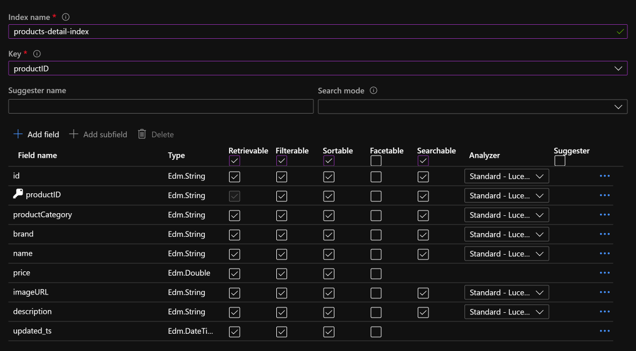 Index name *
products-detail-index
Key *
productID
Suggester name Search mode
Add field Add subfield Delete
Field name Type Retrievable Filterable Sortable Facetable Searchable Analyzer Suggester
id Edm.String Standard - Luce...
productID Edm.String Standard - Luce...
productCategory Edm.String Standard - Luce...
brand Edm.String Standard - Luce...
name Edm.String Standard - Luce...
price Edm.Double
imageURL Edm.String Standard - Luce...
description Edm.String Standard - Luce...
updated_ts Edm.DateTi...